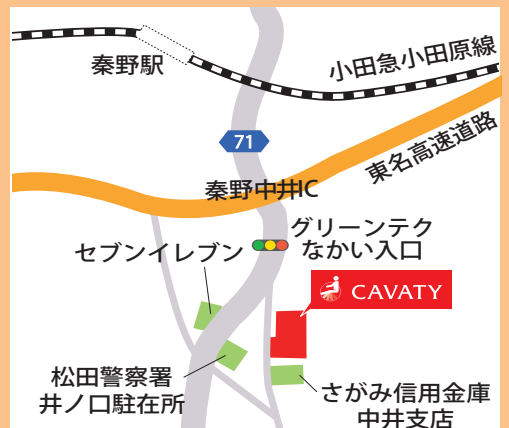 小田急小田原線
秦野駅
71
東名高速道路
秦野中井IC
グリーンテク
なかい入口
セブンイレブン
CAVATY
松田警察署
井ノ口駐在所
さがみ信用金庫
中井支店